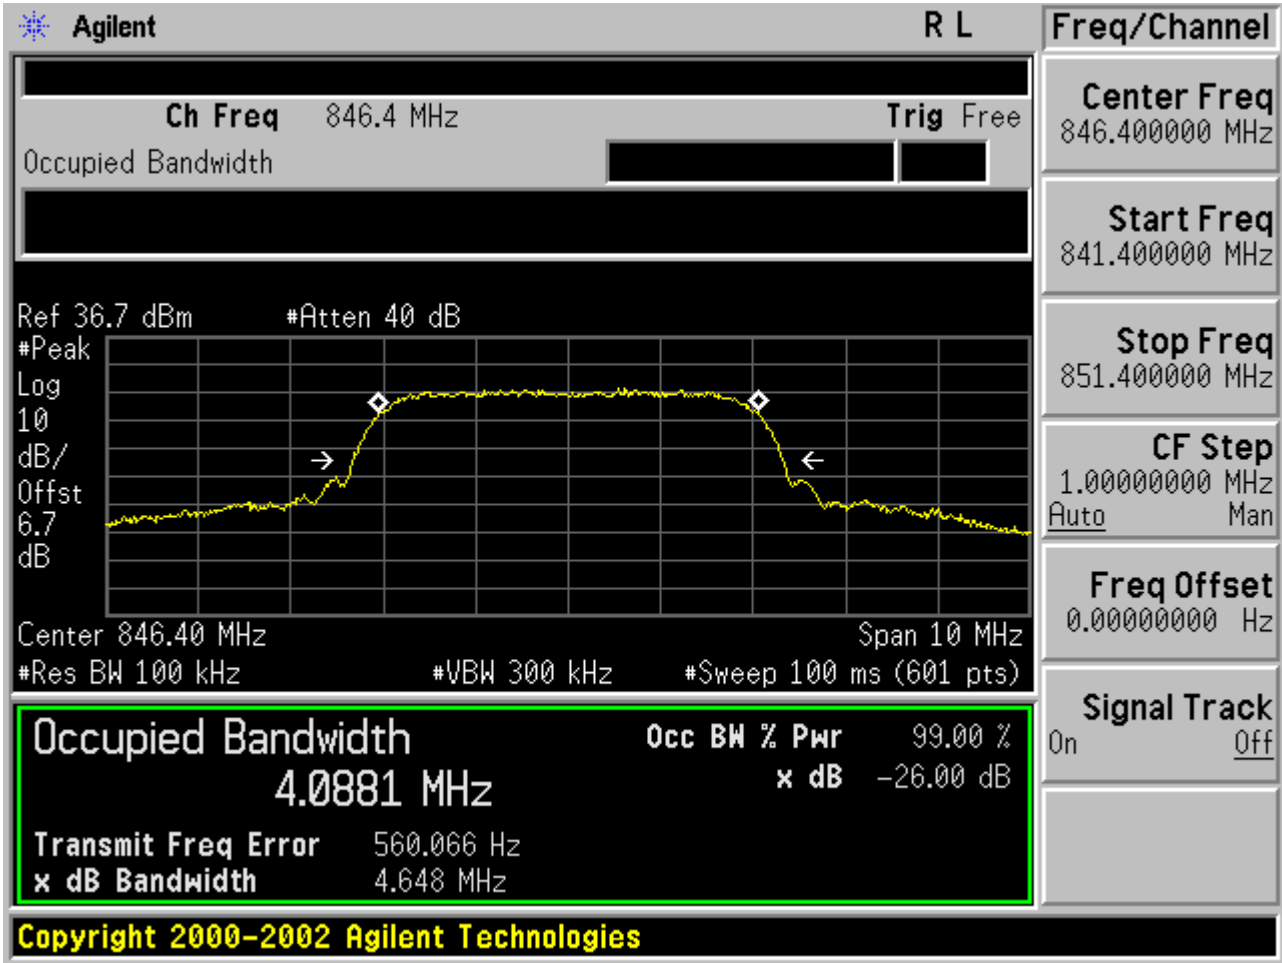 Agilent R L Freq/Channel
Ch Freq 846.4 MHz Trig Free
Occupied Bandwidth
Center Freq
846.400000 MHz
Start Freq
841.400000 MHz
Stop Freq
851.400000 MHz
CF Step
1.00000000 MHz
Auto Man
Freq Offset
0.00000000 Hz
Signal Track
On Off
Ref 36.7 dBm #Atten 40 dB
#Peak
Log
10
dB/
Offst
6.7
dB
Center 846.40 MHz Span 10 MHz
#Res BW 100 kHz #VBW 300 kHz #Sweep 100 ms (601 pts)
Occupied Bandwidth Occ BW % Pwr 99.00 %
4.0881 MHz x dB -26.00 dB
Transmit Freq Error 560.066 Hz
x dB Bandwidth 4.648 MHz
Copyright 2000-2002 Agilent Technologies